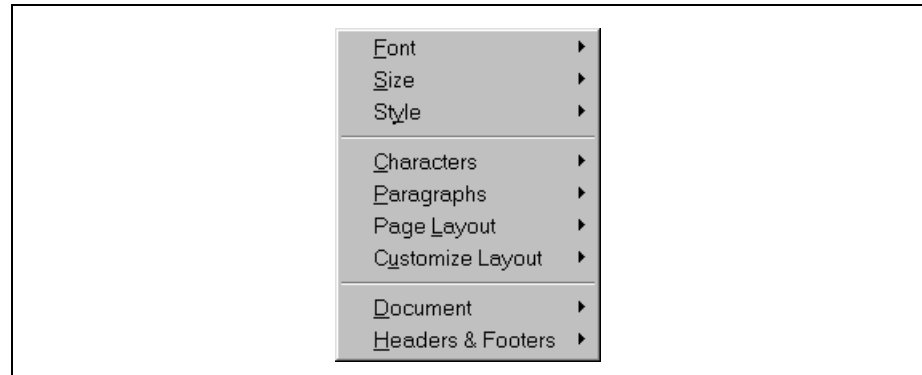 Font
Size
Style
Characters
Paragraphs
Page Layout
Customize Layout
Document
Headers & Footers